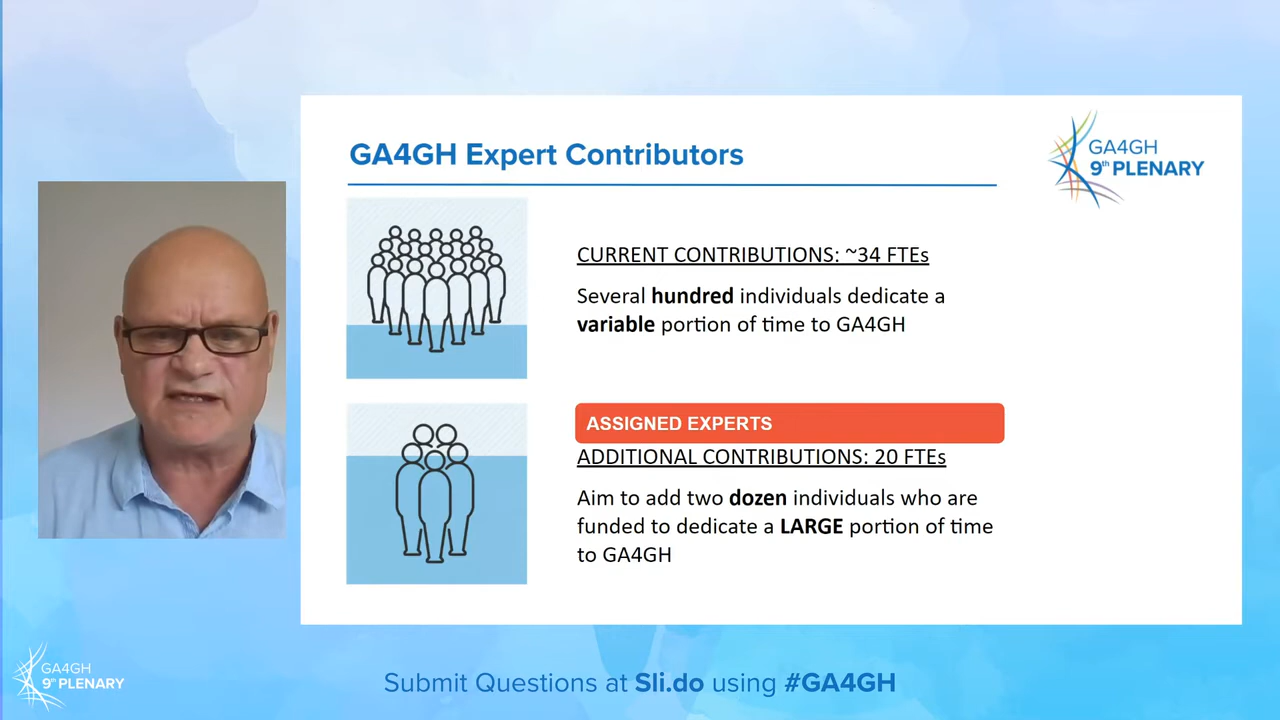 GA4GH Expert Contributors
GA4GH
9th PLENARY
CURRENT CONTRIBUTIONS: ~34 FTEs
Several hundred individuals dedicate a
variable portion of time to GA4GH
ASSIGNED EXPERTS
ADDITIONAL CONTRIBUTIONS: 20 FTEs
Aim to add two dozen individuals who are
funded to dedicate a LARGE portion of time
to GA4GH
GA4GH
9th PLENARY
Submit Questions at Sli.do using #GA4GH